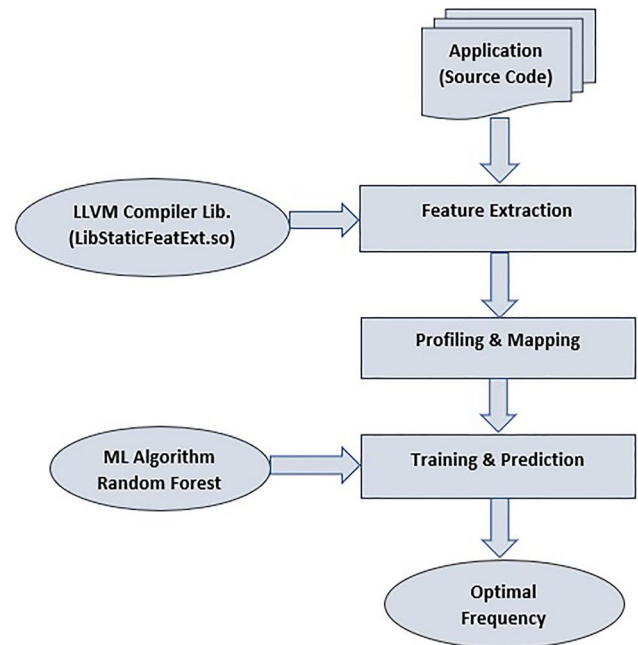 Application
(Source Code)
LLVM Compiler Lib.
(LibStaticFeatExt.so)
Feature Extraction
Profiling & Mapping
ML Algorithm
Random Forest
Training & Prediction
Optimal
Frequency